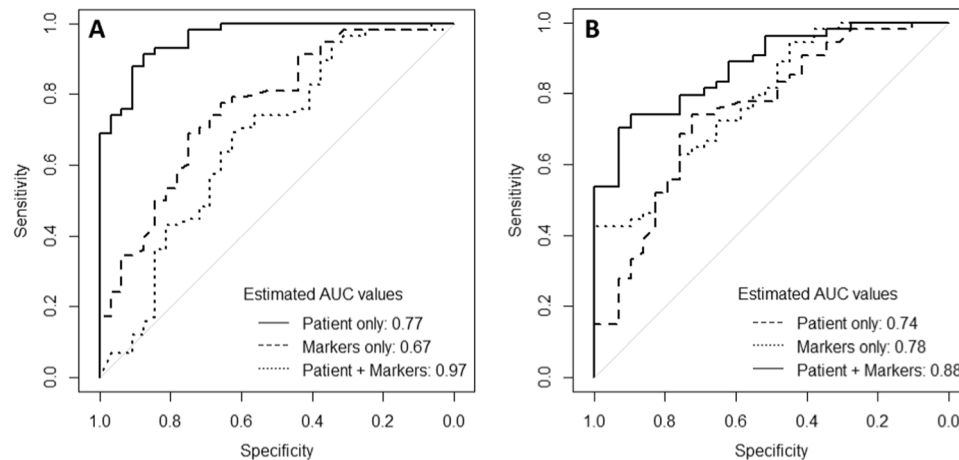 A
Sensitivity
1.0
0.8
0.6
0.4
0.2
0.0
Estimated AUC values
Patient only: 0.77
Markers only: 0.67
Patient + Markers: 0.97
1.0 0.8 0.6 0.4 0.2 0.0
Specificity
B
Sensitivity
1.0
0.8
0.6
0.4
0.2
0.0
Estimated AUC values
Patient only: 0.74
Markers only: 0.78
Patient + Markers: 0.88
1.0 0.8 0.6 0.4 0.2 0.0
Specificity